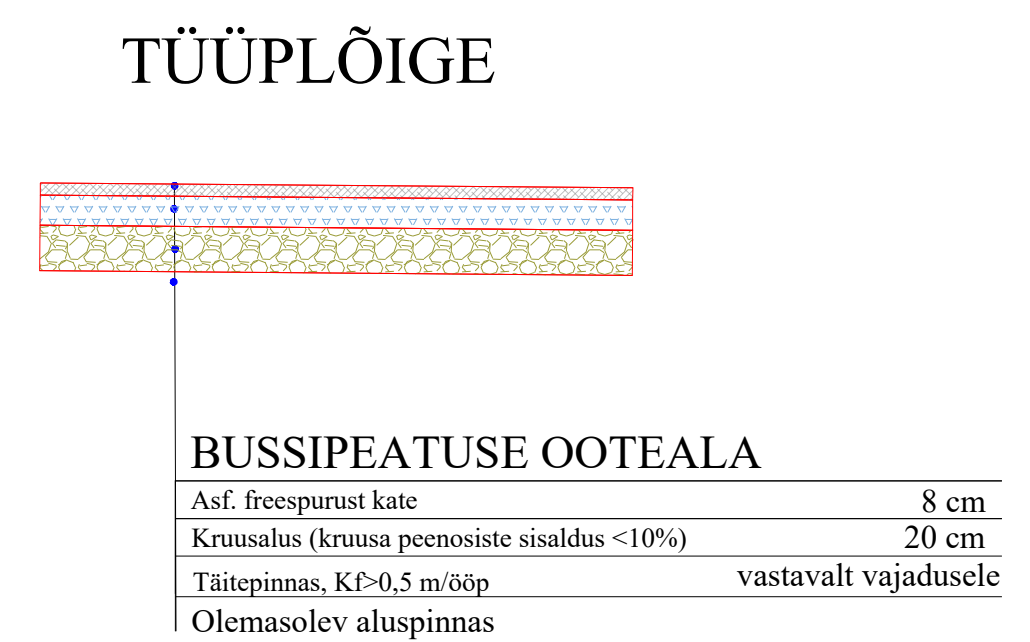 TÜÜPLÕIGE
BUSSIPEATUSE OOTEALA
Asf. freespurust kate 8 cm
Kruusalus (kruusa peenosiste sisaldus <10%) 20 cm
Täitepinnas, Kf>0,5 m/ööp vastavalt vajadusele
Olemasolev aluspinnas